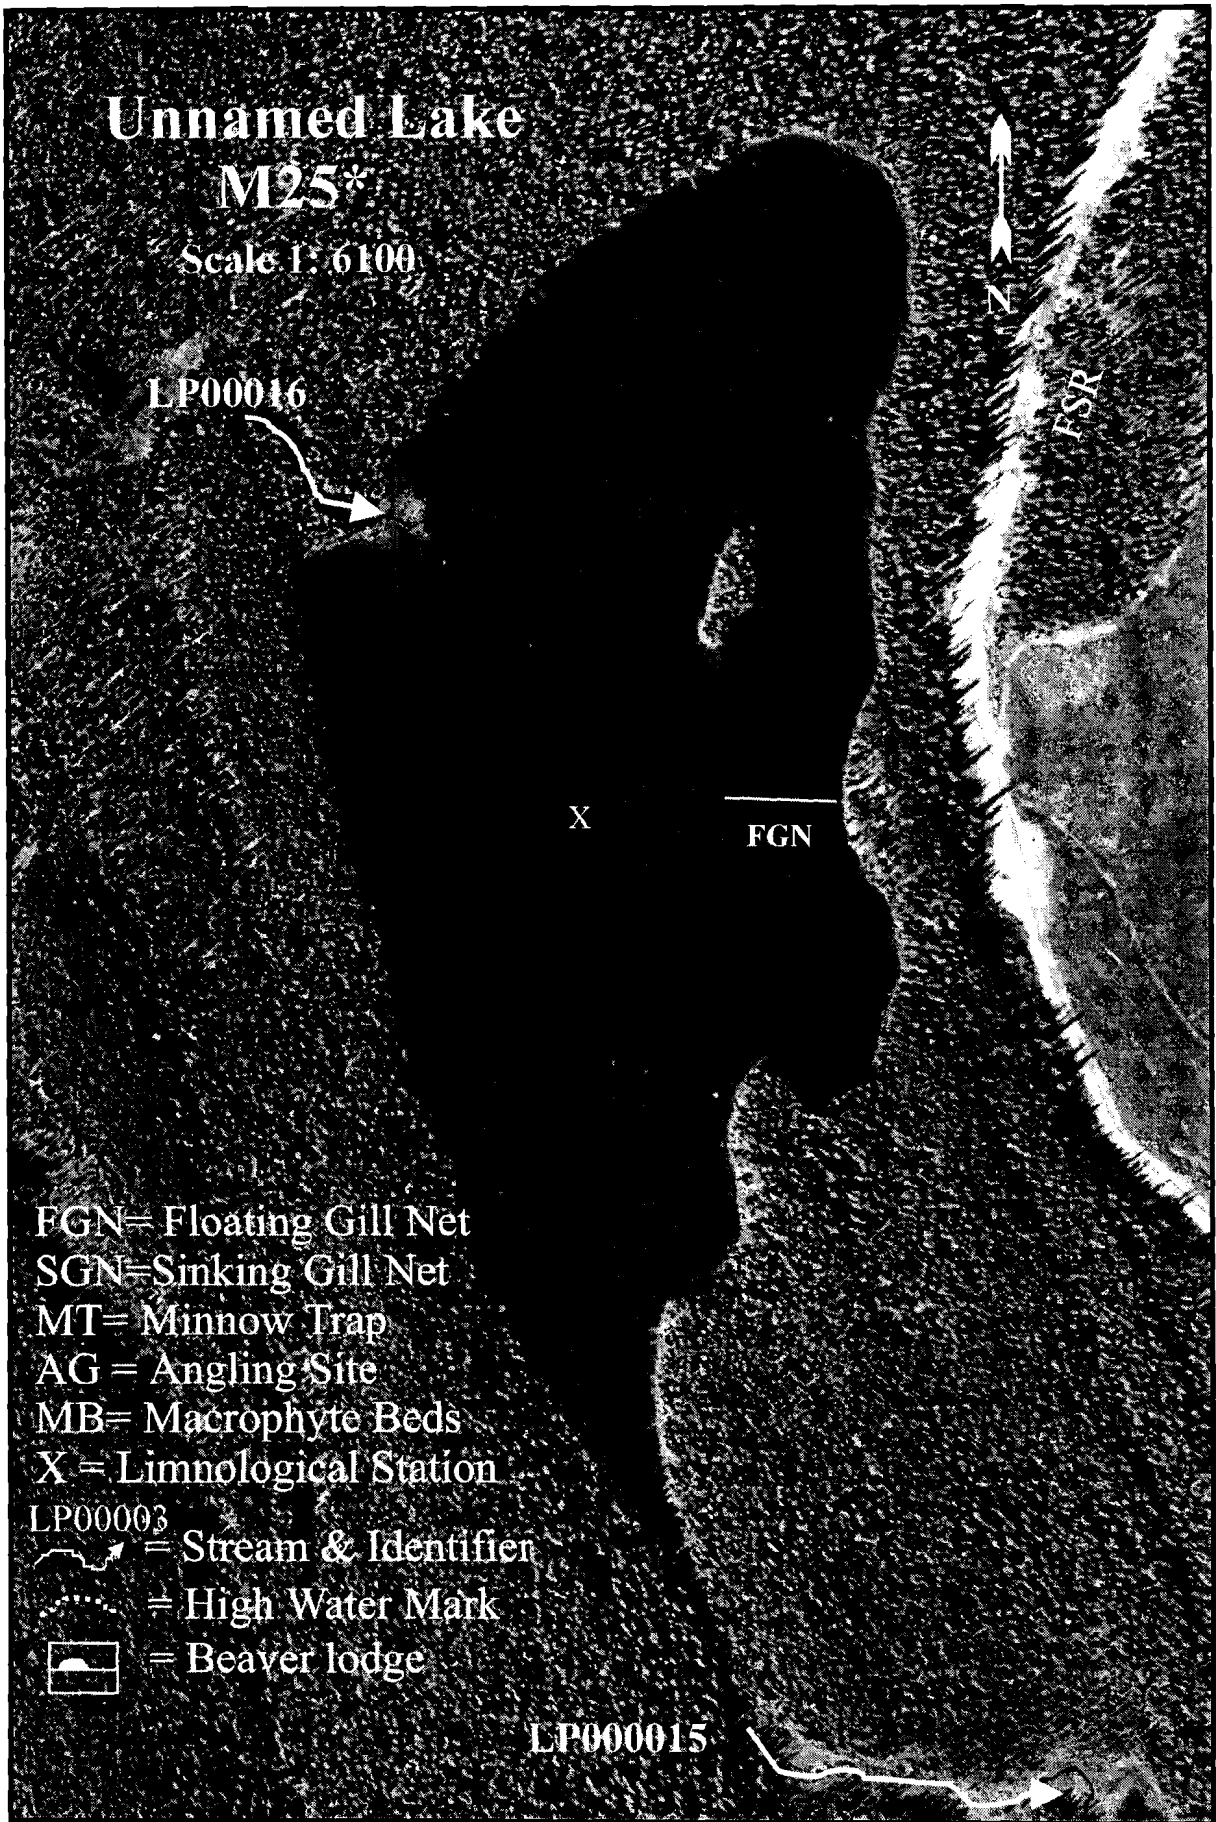 Unnamed Lake
M25*
Scale 1: 6100
N
LP00016
FSR
X
FGN
FGN= Floating Gill Net
SGN=Sinking Gill Net
MT= Minnow Trap
AG = Angling Site
MB= Macrophyte Beds
X = Limnological Station
LP00003
= Stream & Identifier
= High Water Mark
= Beaver lodge
LP000015